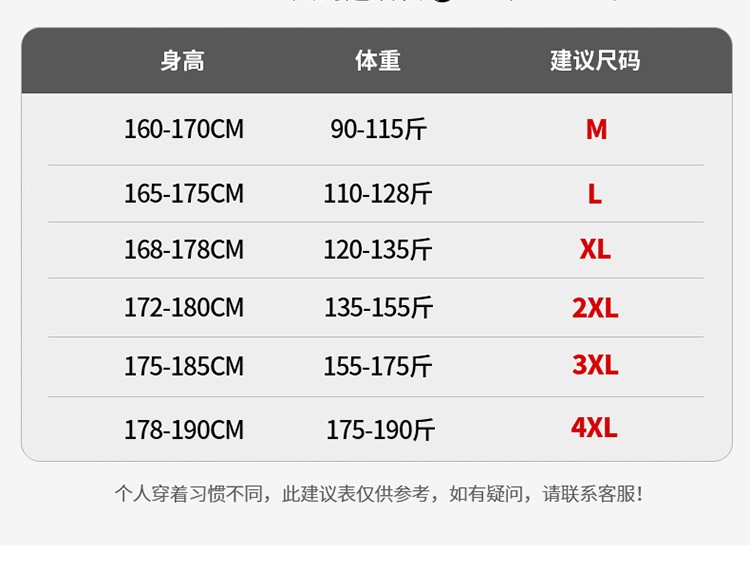 身高 体重 建议尺码
160-170CM 90-115斤 M
165-175CM 110-128斤 L
168-178CM 120-135斤 XL
172-180CM 135-155斤 2XL
175-185CM 155-175斤 3XL
178-190CM 175-190斤 4XL
个人穿着习惯不同，此建议表仅供参考，如有疑问，请联系客服！